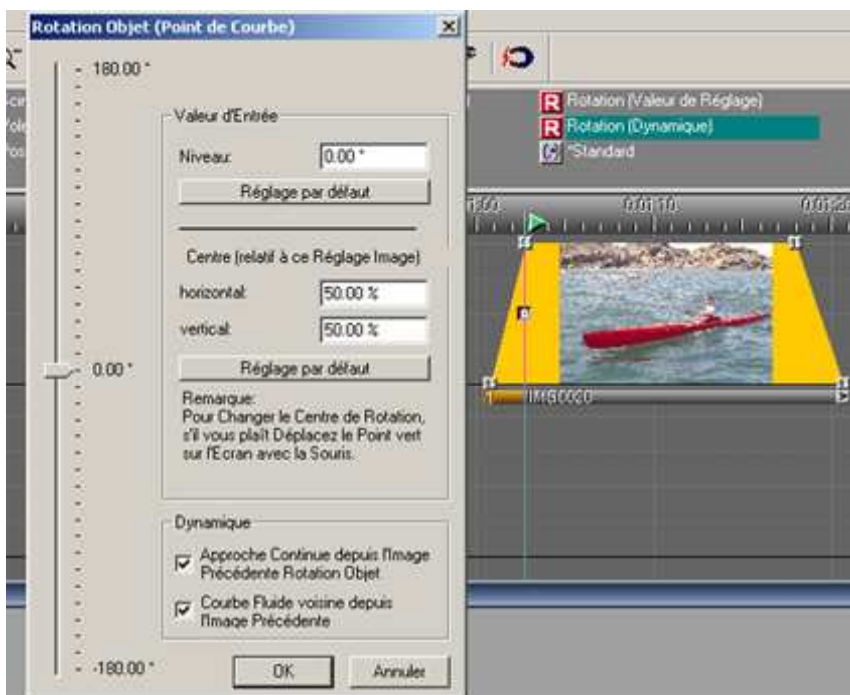 Rotation Objet (Point de Courbe)
180.00 °
Valeur d'Entrée
Niveau:
0.00 °
Réglage par défaut
Centre (relatif à ce Réglage Image)
horizontal:
50.00 %
vertical:
50.00 %
0.00 °
Réglage par défaut
Remarque:
Pour Changer le Centre de Rotation,
s'il vous plaît Déplacez le Point vert
sur l'Ecran avec la Souris.
Dynamique
Approche Continue depuis l'Image
Précédente Rotation Objet
Courbe Fluide voisine depuis
l'Image Précédente
-180.00 °
OK
Annuler
R Rotation (Valeur de Réglage)
R Rotation (Dynamique)
*Standard
0:01:10
1
IMG0020